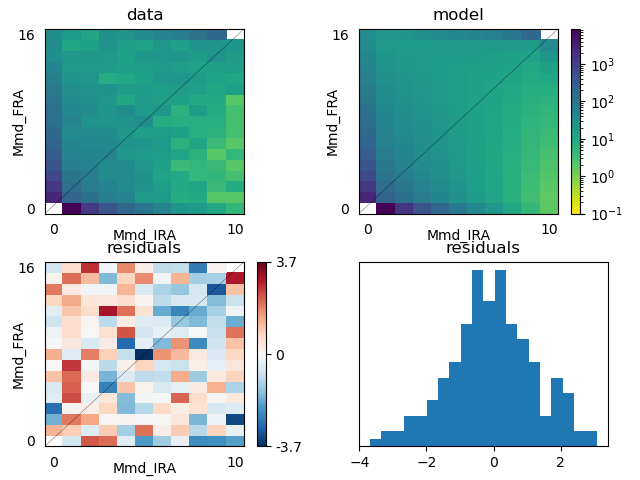 data
model
16
Mmd_FRA
0
0
10
Mmd_IRA
16
Mmd_FRA
0
0
10
Mmd_IRA
10³
10²
10¹
10⁰
10⁻¹
residuals
residuals
16
Mmd_FRA
0
0
10
Mmd_IRA
3.7
0
-3.7
−4
−2
0
2